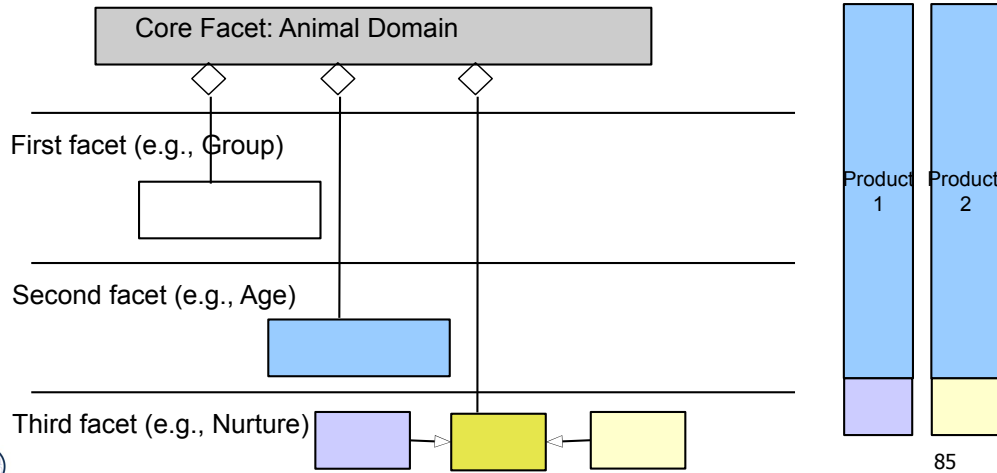 Core Facet: Animal Domain
First facet (e.g., Group)
Second facet (e.g., Age)
Third facet (e.g., Nurture)
Product
1
Product
2
85